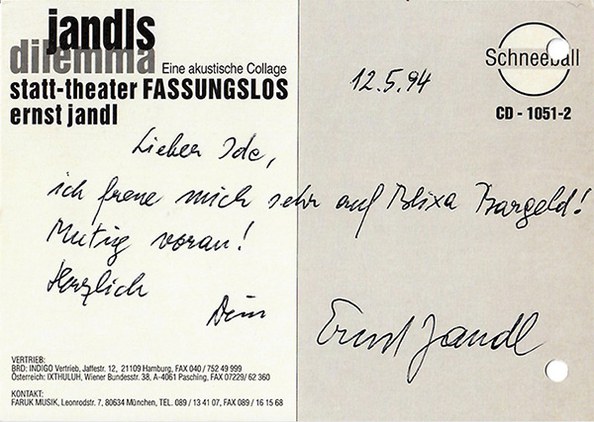 jandls
dilemma Eine akustische Collage
statt-theater FASSUNGSLOS
ernst jandl
Schneeball
CD - 1051-2
12.5.94
Lieber Ide,
ich freue mich sehr auf Blixa Bargeld!
Mutig voran!
Herzlich
Dein
Ernst Jandl
VERTRIEB:
BRD: INDIGO Vertrieb, Jaffestr. 12, 21109 Hamburg, FAX 040 / 752 49 999
Österreich: IXTHULUH, Wiener Bundesstr. 38, A-4061 Pasching, FAX 07229/ 62 360
KONTAKT:
FARUK MUSIK, Leonrodstr. 7, 80634 München, TEL. 089 / 13 41 07, FAX 089 / 16 15 68